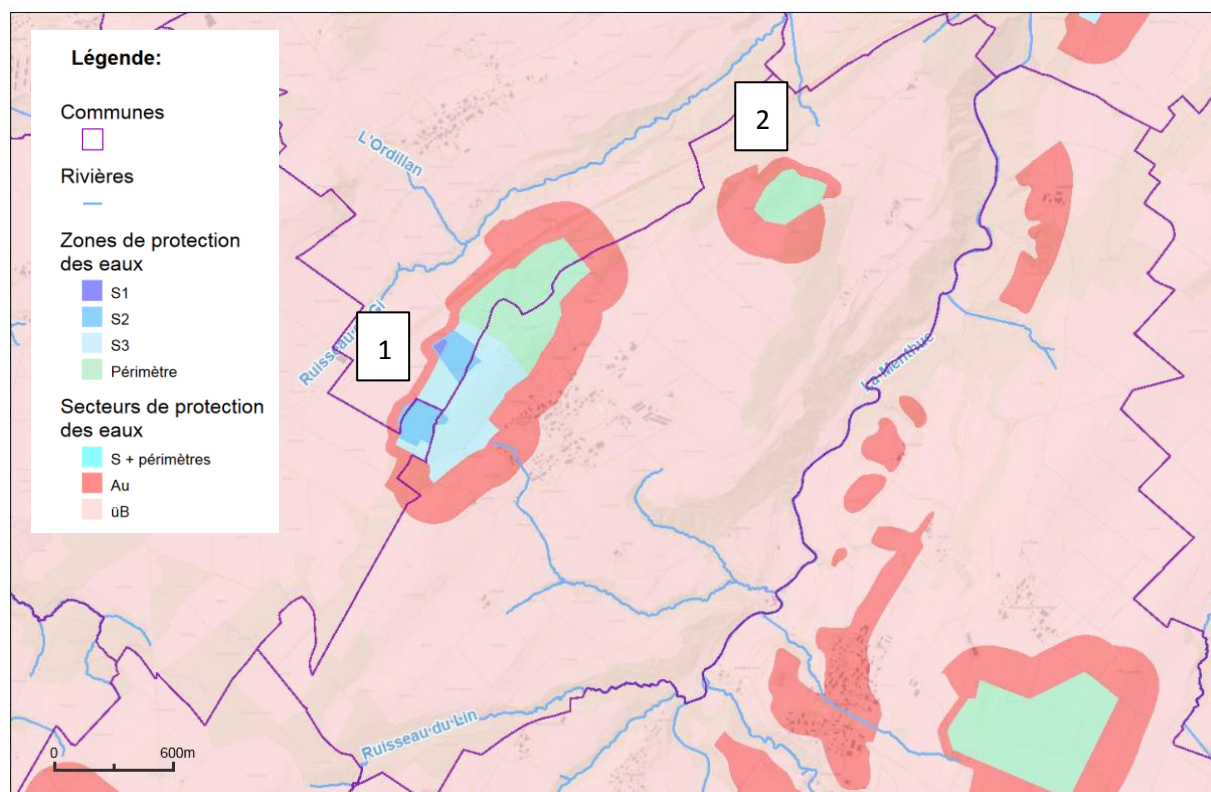 Légende:
Communes
Rivières
Zones de protection
des eaux
S1
S2
S3
Périmètre
Secteurs de protection
des eaux
S + périmètres
Au
üB
0
600m
L'Ordillan
2
1
La Menthue
Ruisseau du Lin